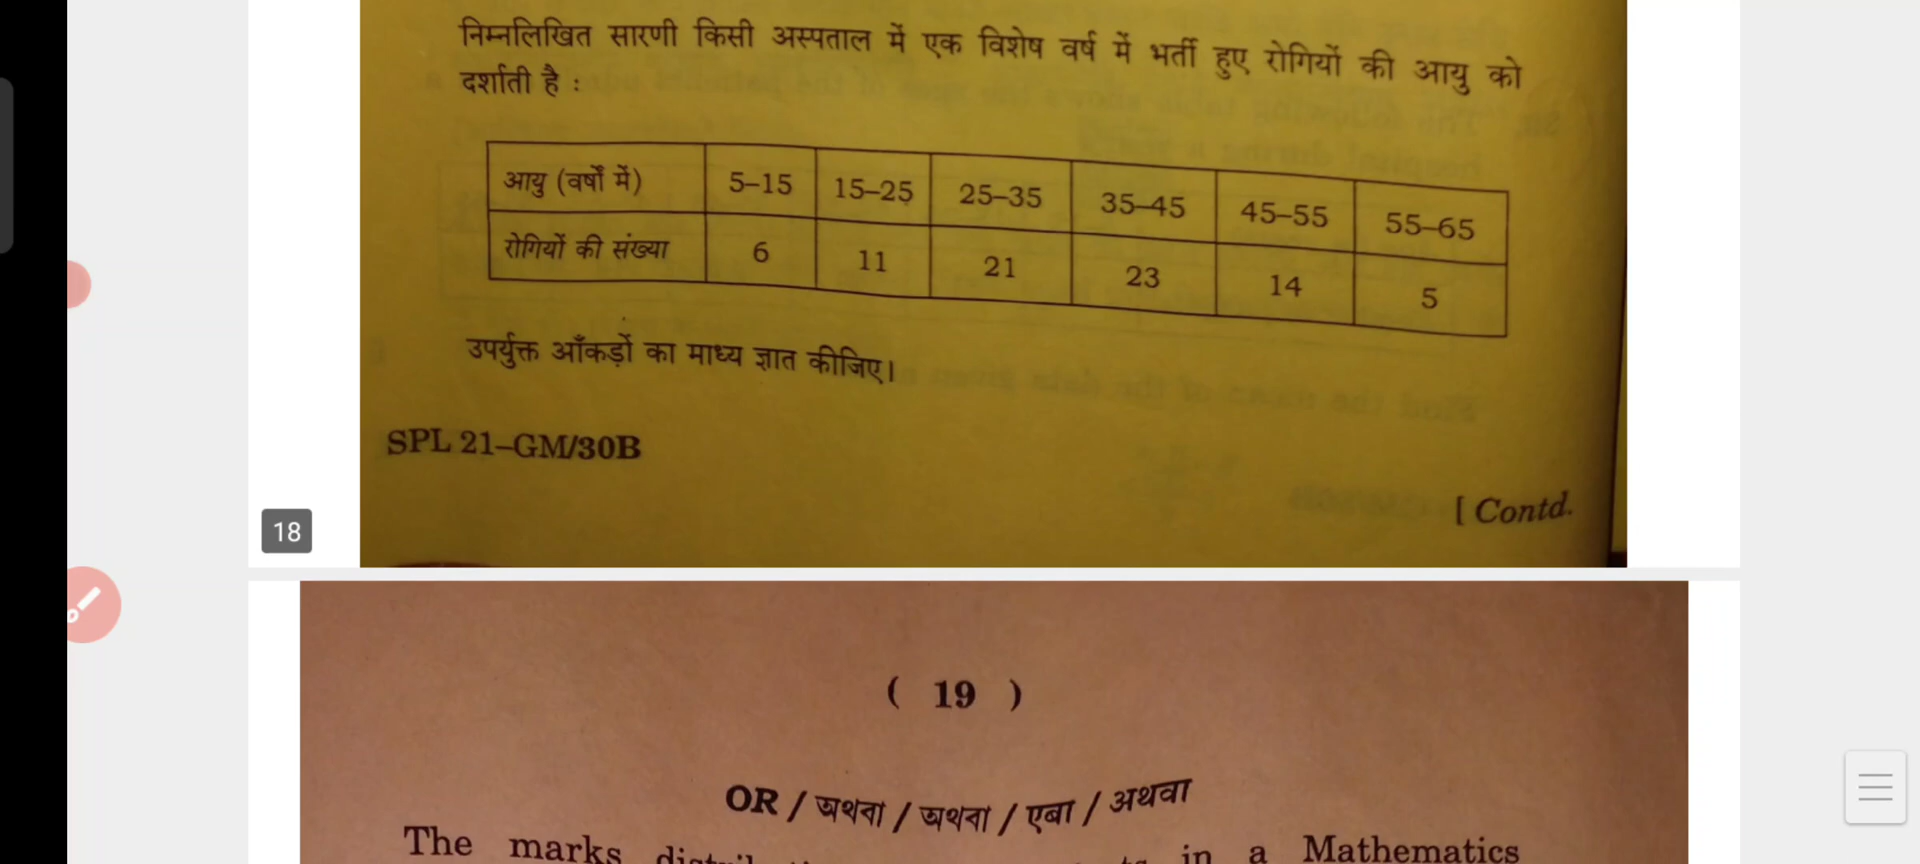 निम्नलिखित सारणी किसी अस्पताल में एक विशेष वर्ष में भर्ती हुए रोगियों की आयु को
दर्शाती है :
आयु (वर्षों में) 5–15 15–25 25–35 35–45 45–55 55–65
रोगियों की संख्या 6 11 21 23 14 5
उपर्युक्त आँकड़ों का माध्य ज्ञात कीजिए।
SPL 21–GM/30B
[ Contd.
18
( 19 )
OR / অথবা / অথবা / एबा / अथवा
The marks in a Mathematics